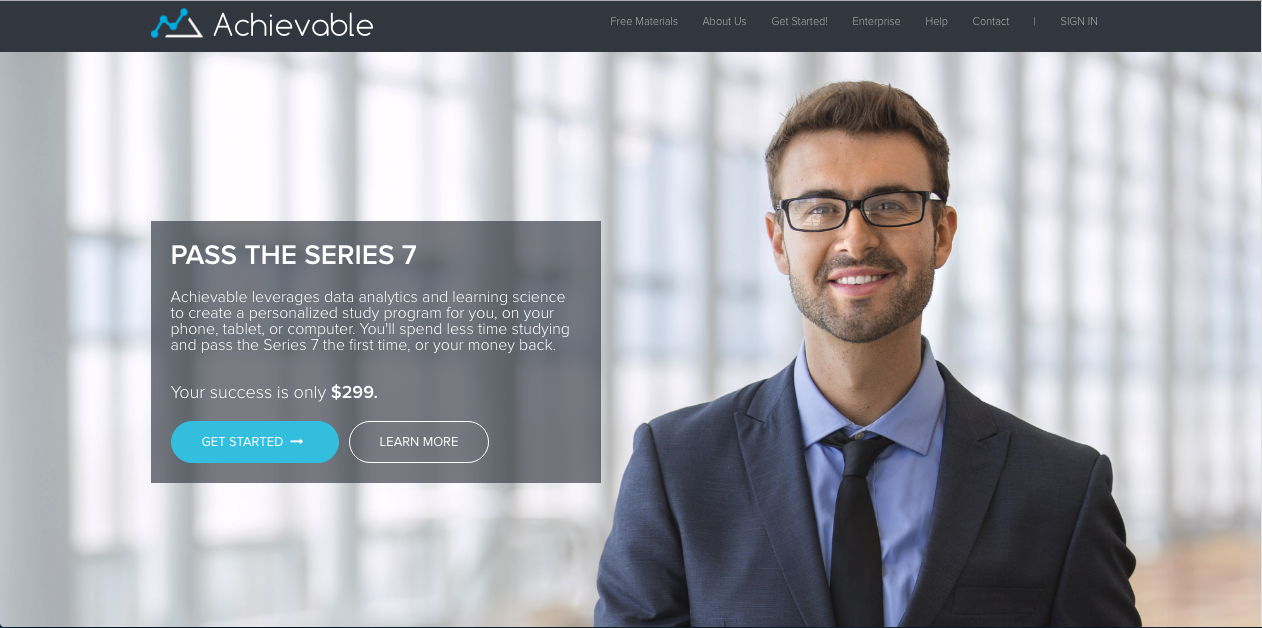 Achievable
Free Materials About Us Get Started! Enterprise Help Contact | SIGN IN
PASS THE SERIES 7
Achievable leverages data analytics and learning science
to create a personalized study program for you, on your
phone, tablet, or computer. You'll spend less time studying
and pass the Series 7 the first time, or your money back.
Your success is only $299.
GET STARTED → LEARN MORE